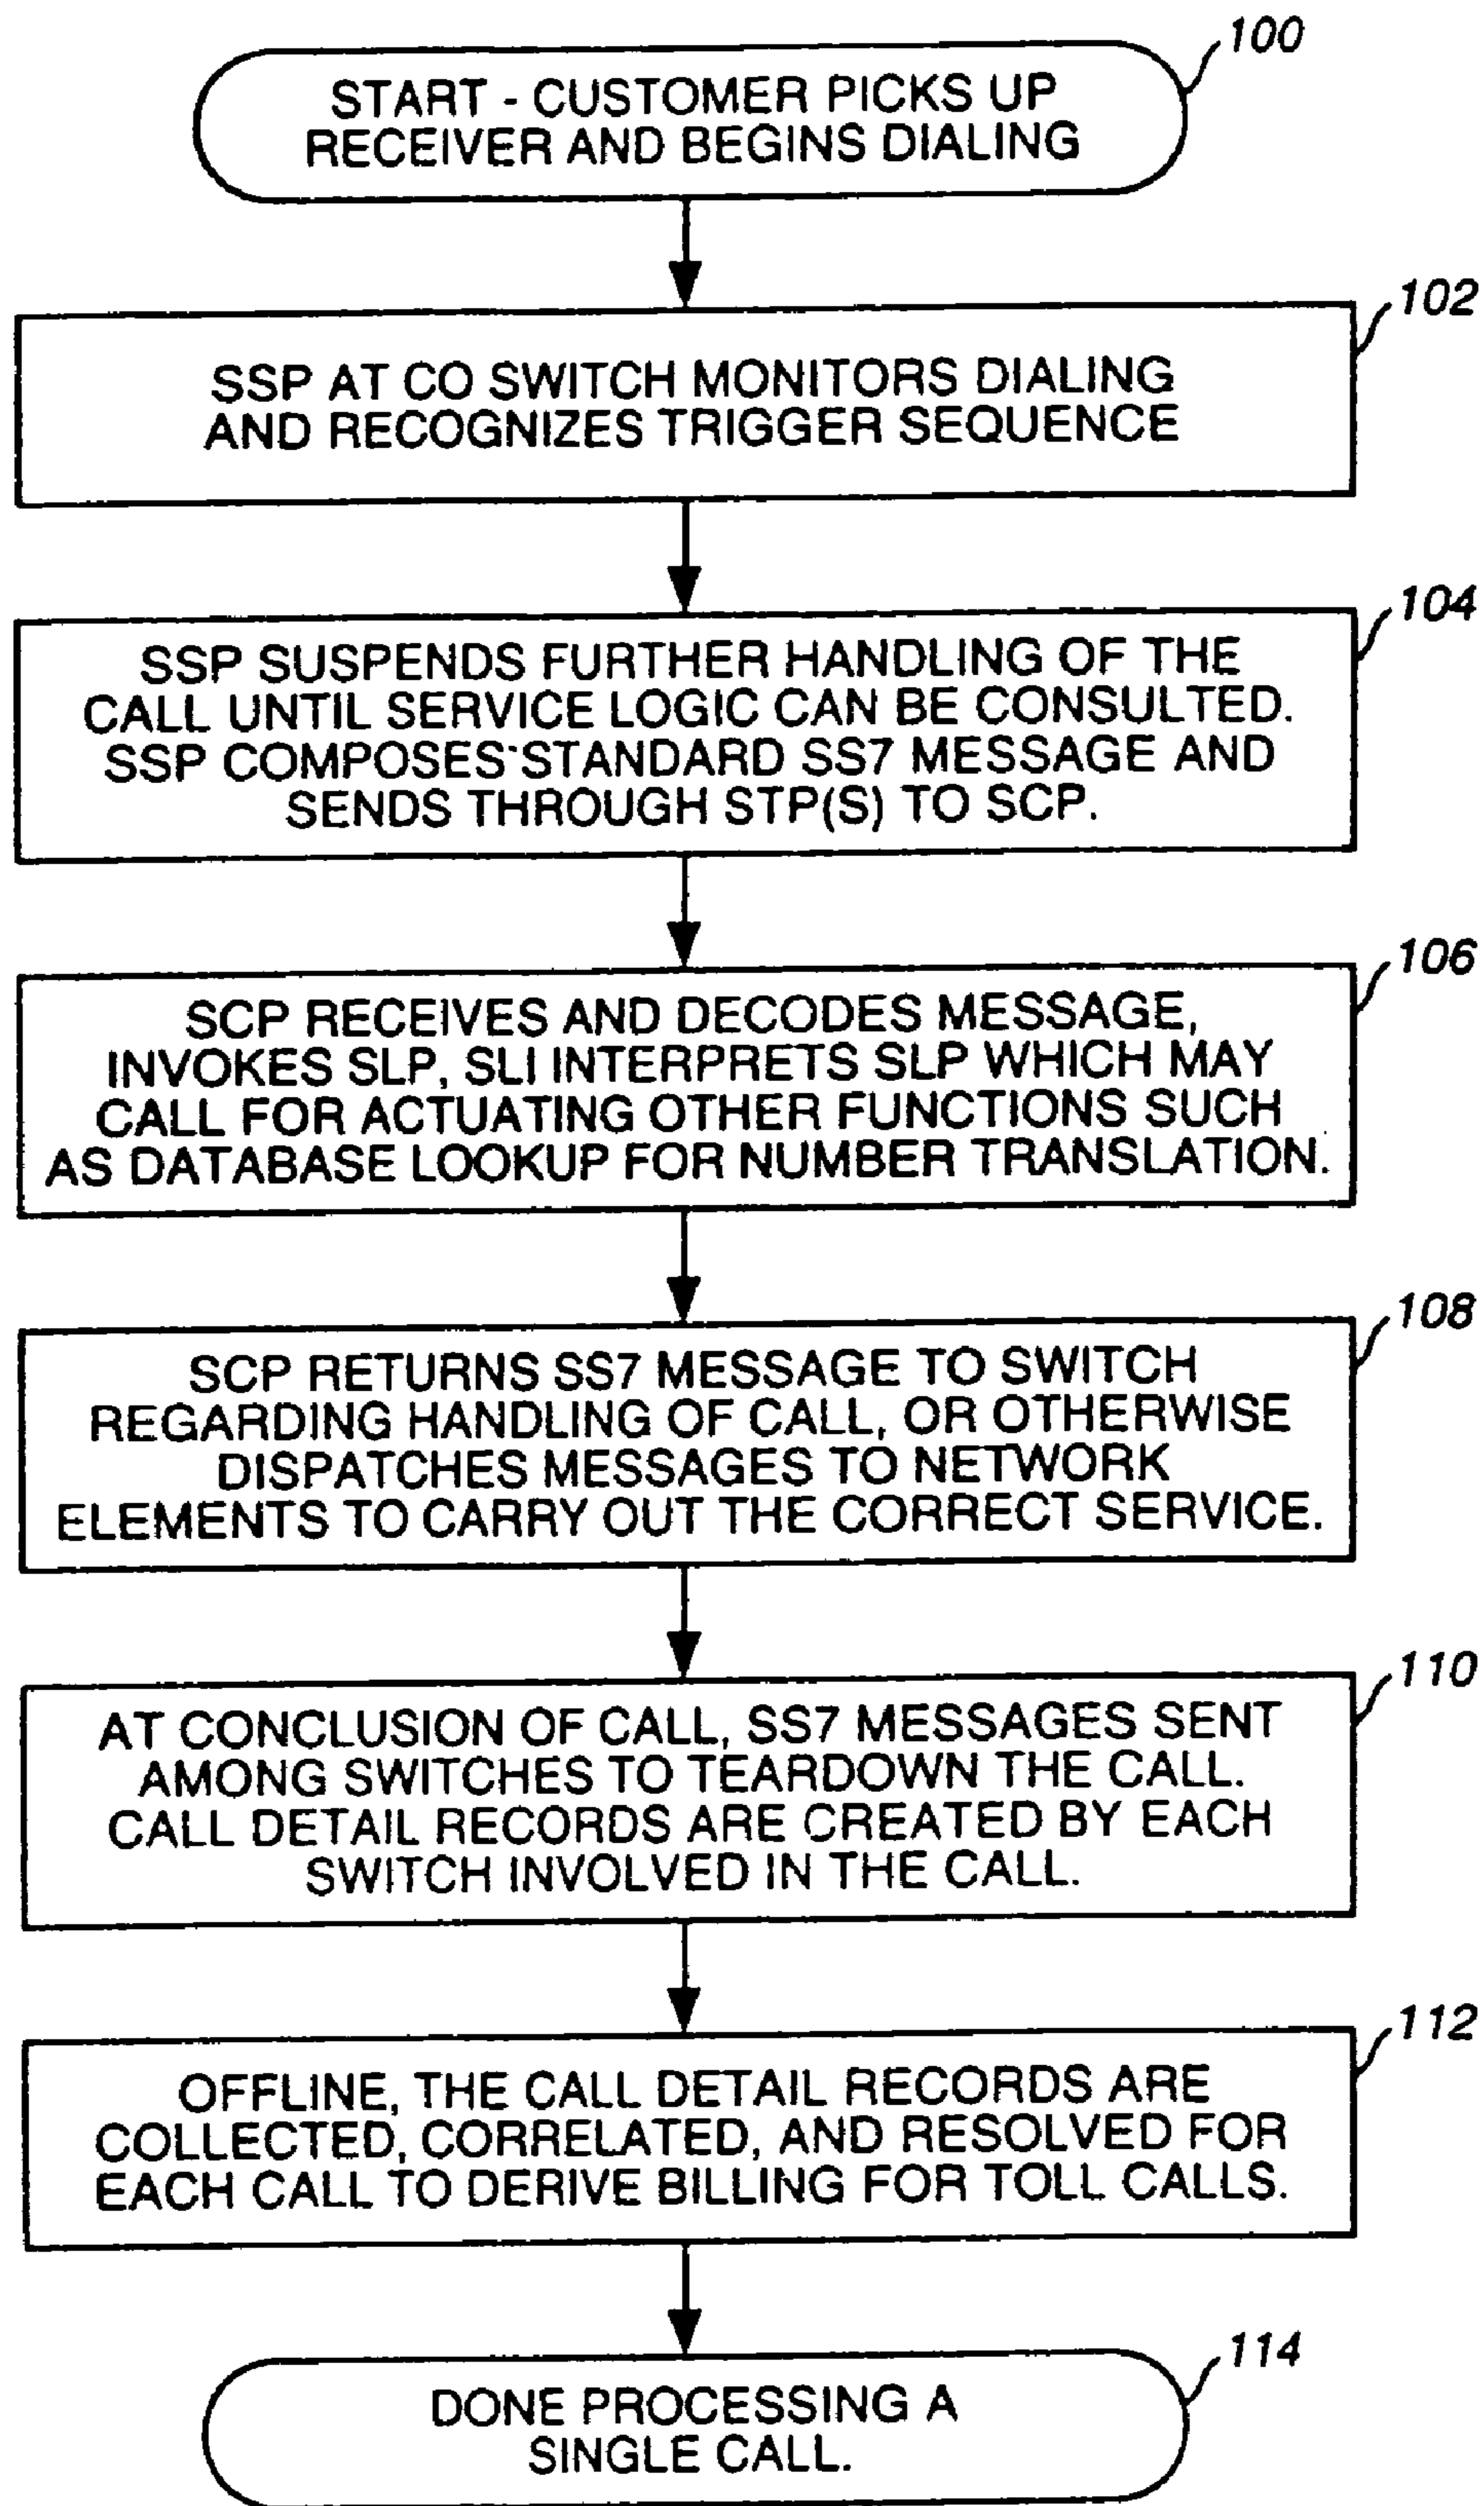 100
START - CUSTOMER PICKS UP
RECEIVER AND BEGINS DIALING
102
SSP AT CO SWITCH MONITORS DIALING
AND RECOGNIZES TRIGGER SEQUENCE
104
SSP SUSPENDS FURTHER HANDLING OF THE
CALL UNTIL SERVICE LOGIC CAN BE CONSULTED.
SSP COMPOSES STANDARD SS7 MESSAGE AND
SENDS THROUGH STP(S) TO SCP.
106
SCP RECEIVES AND DECODES MESSAGE,
INVOKES SLP, SLI INTERPRETS SLP WHICH MAY
CALL FOR ACTUATING OTHER FUNCTIONS SUCH
AS DATABASE LOOKUP FOR NUMBER TRANSLATION.
108
SCP RETURNS SS7 MESSAGE TO SWITCH
REGARDING HANDLING OF CALL, OR OTHERWISE
DISPATCHES MESSAGES TO NETWORK
ELEMENTS TO CARRY OUT THE CORRECT SERVICE.
110
AT CONCLUSION OF CALL, SS7 MESSAGES SENT
AMONG SWITCHES TO TEARDOWN THE CALL.
CALL DETAIL RECORDS ARE CREATED BY EACH
SWITCH INVOLVED IN THE CALL.
112
OFFLINE, THE CALL DETAIL RECORDS ARE
COLLECTED, CORRELATED, AND RESOLVED FOR
EACH CALL TO DERIVE BILLING FOR TOLL CALLS.
114
DONE PROCESSING A
SINGLE CALL.